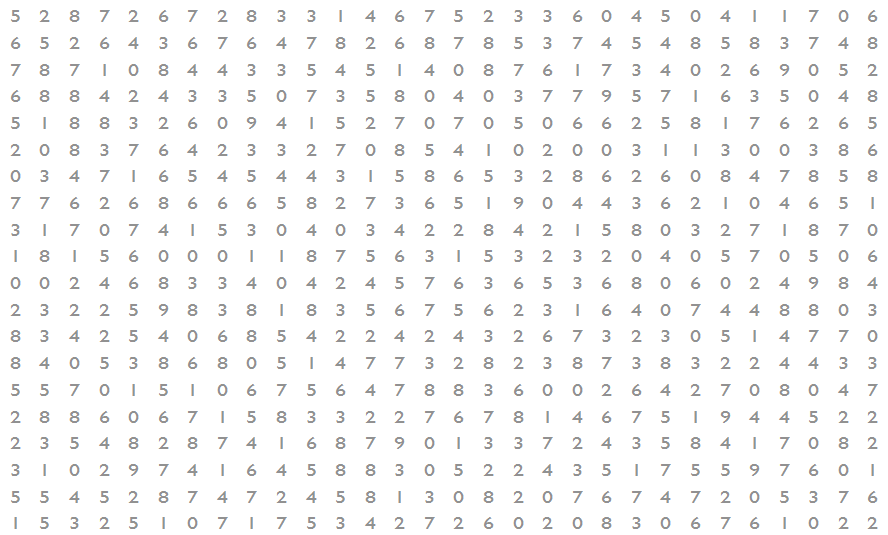 5 2 8 7 2 6 7 2 8 3 3 1 4 6 7 5 2 3 3 6 0 4 5 0 4 1 1 7 0 6
6 5 2 6 4 3 6 7 6 4 7 8 2 6 8 7 8 5 3 7 4 5 4 8 5 8 3 7 4 8
7 8 7 1 0 8 4 4 3 3 5 4 5 1 4 0 8 7 6 1 7 3 4 0 2 6 9 0 5 2
6 8 8 4 2 4 3 3 5 0 7 3 5 8 0 4 0 3 7 7 9 5 7 1 6 3 5 0 4 8
5 1 8 8 3 2 6 0 9 4 1 5 2 7 0 7 0 5 0 6 6 2 5 8 1 7 6 2 6 5
2 0 8 3 7 6 4 2 3 3 2 7 0 8 5 4 1 0 2 0 0 3 1 1 3 0 0 3 8 6
0 3 4 7 1 6 5 4 5 4 4 3 1 5 8 6 5 3 2 8 6 2 6 0 8 4 7 8 5 8
7 7 6 2 6 8 6 6 6 5 8 2 7 3 6 5 1 9 0 4 4 3 6 2 1 0 4 6 5 1
3 1 7 0 7 4 1 5 3 0 4 0 3 4 2 2 8 4 2 1 5 8 0 3 2 7 1 8 7 0
1 8 1 5 6 0 0 0 1 1 8 7 5 6 3 1 5 3 2 3 2 0 4 0 5 7 0 5 0 6
0 0 2 4 6 8 3 3 4 0 4 2 4 5 7 6 3 6 5 3 6 8 0 6 0 2 4 9 8 4
2 3 2 2 5 9 8 3 8 1 8 3 5 6 7 5 6 2 3 1 6 4 0 7 4 4 8 8 0 3
8 3 4 2 5 4 0 6 8 5 4 2 2 4 2 4 3 2 6 7 3 2 3 0 5 1 4 7 7 0
8 4 0 5 3 8 6 8 0 5 1 4 7 7 3 2 8 2 3 8 7 3 8 3 2 2 4 4 3 3
5 5 7 0 1 5 1 0 6 7 5 6 4 7 8 8 3 6 0 0 2 6 4 2 7 0 8 0 4 7
2 8 8 6 0 6 7 1 5 8 3 3 2 2 7 6 7 8 1 4 6 7 5 1 9 4 4 5 2 2
2 3 5 4 8 2 8 7 4 1 6 8 7 9 0 1 3 3 7 2 4 3 5 8 4 1 7 0 8 2
3 1 0 2 9 7 4 1 6 4 5 8 8 3 0 5 2 2 4 3 5 1 7 5 5 9 7 6 0 1
5 5 4 5 2 8 7 4 7 2 4 5 8 1 3 0 8 2 0 7 6 7 4 7 2 0 5 3 7 6
1 5 3 2 5 1 0 7 1 7 5 3 4 2 7 2 6 0 2 0 8 3 0 6 7 6 1 0 2 2